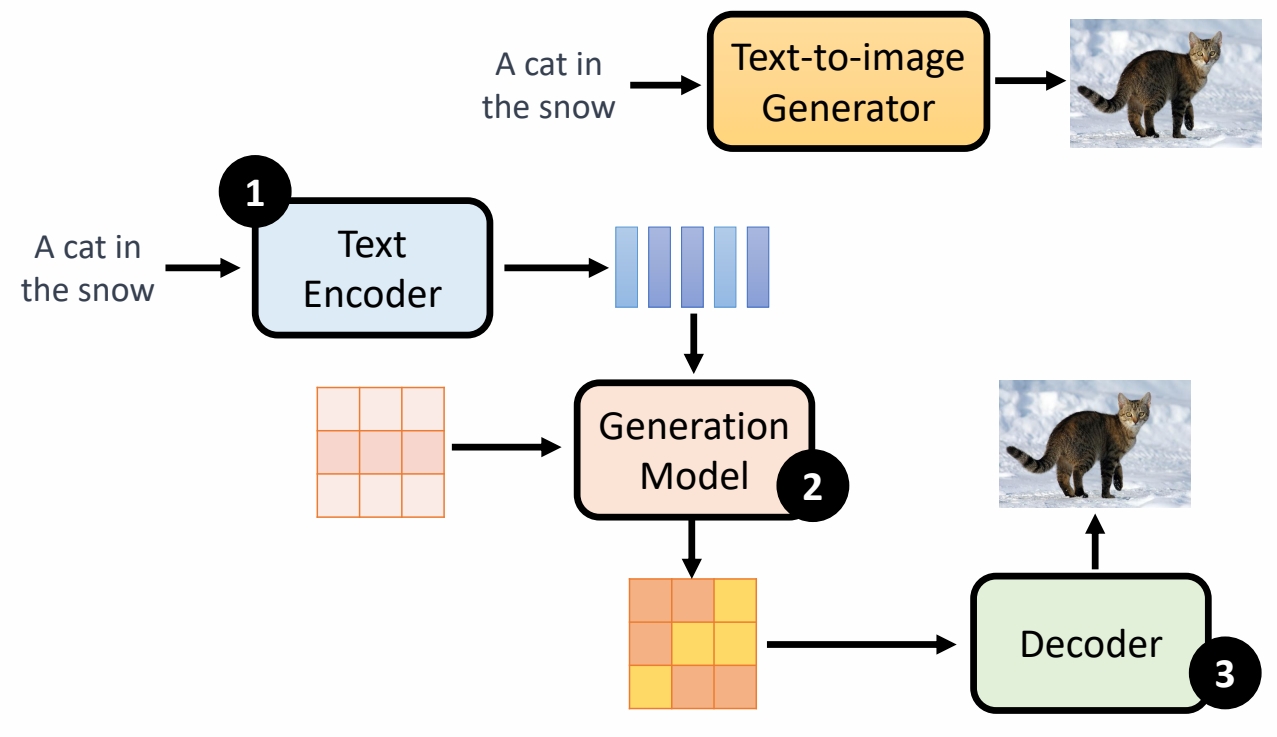 A cat in
the snow
Text-to-image
Generator
1
A cat in
the snow
Text
Encoder
Generation
Model
2
Decoder
3